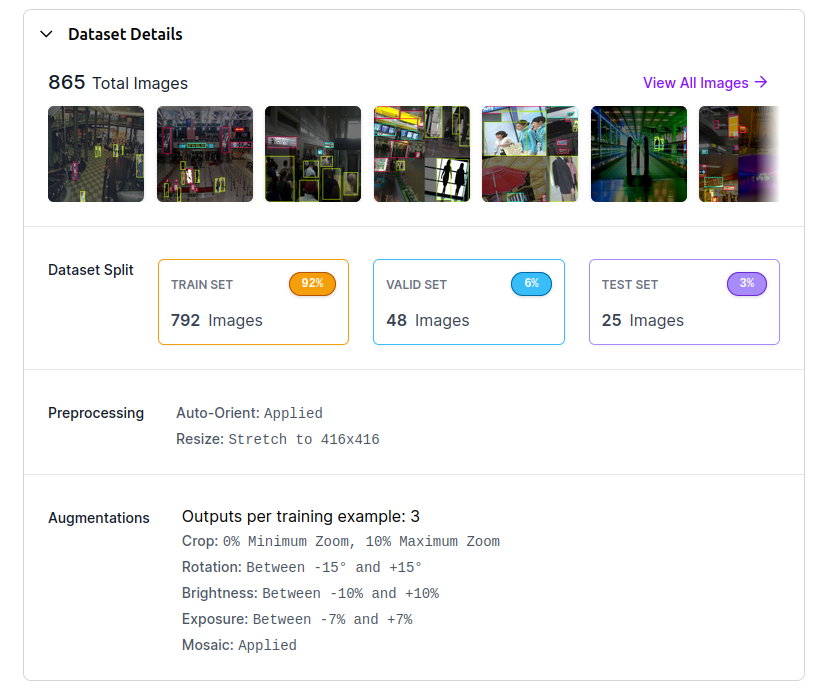 Dataset Details
865 Total Images
View All Images →
Dataset Split
TRAIN SET
92%
792 Images
VALID SET
6%
48 Images
TEST SET
3%
25 Images
Preprocessing
Auto-Orient: Applied
Resize: Stretch to 416x416
Augmentations
Outputs per training example: 3
Crop: 0% Minimum Zoom, 10% Maximum Zoom
Rotation: Between -15° and +15°
Brightness: Between -10% and +10%
Exposure: Between -7% and +7%
Mosaic: Applied